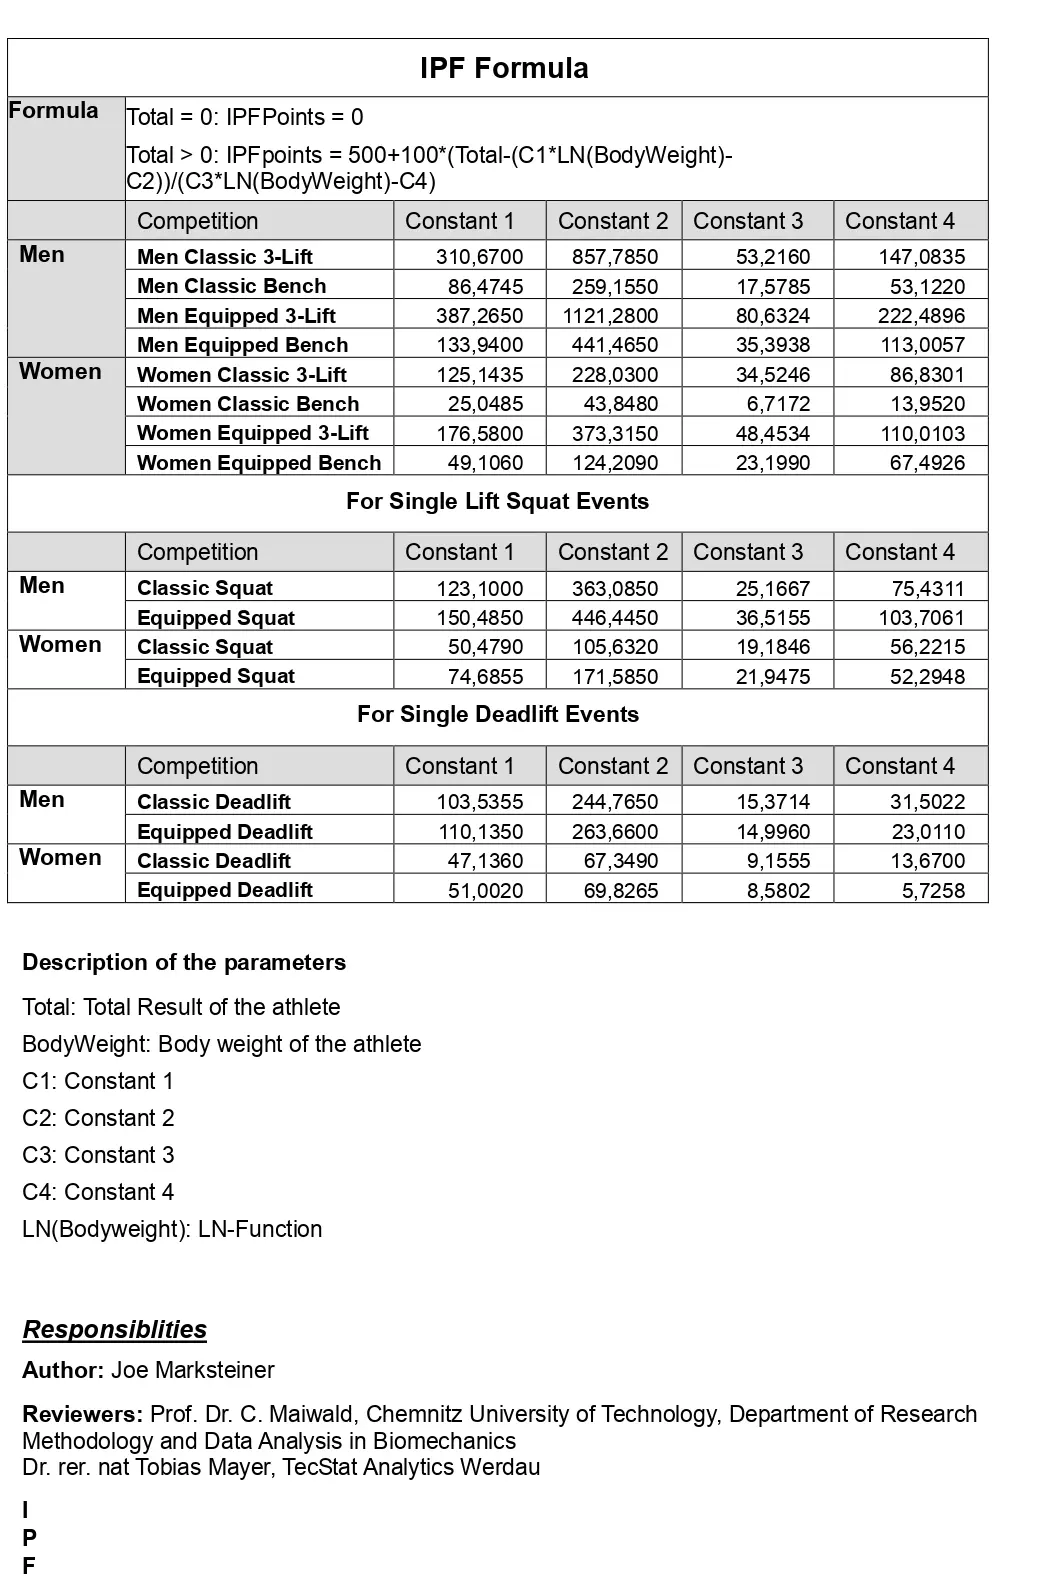 IPF Formula
Formula
Total = 0: IPFPoints = 0
Total > 0: IPFpoints = 500+100*(Total-(C1*LN(BodyWeight)-
C2))/(C3*LN(BodyWeight)-C4)
Competition Constant 1 Constant 2 Constant 3 Constant 4
Men Men Classic 3-Lift 310,6700 857,7850 53,2160 147,0835
Men Classic Bench 86,4745 259,1550 17,5785 53,1220
Men Equipped 3-Lift 387,2650 1121,2800 80,6324 222,4896
Men Equipped Bench 133,9400 441,4650 35,3938 113,0057
Women Women Classic 3-Lift 125,1435 228,0300 34,5246 86,8301
Women Classic Bench 25,0485 43,8480 6,7172 13,9520
Women Equipped 3-Lift 176,5800 373,3150 48,4534 110,0103
Women Equipped Bench 49,1060 124,2090 23,1990 67,4926
For Single Lift Squat Events
Competition Constant 1 Constant 2 Constant 3 Constant 4
Men Classic Squat 123,1000 363,0850 25,1667 75,4311
Equipped Squat 150,4850 446,4450 36,5155 103,7061
Women Classic Squat 50,4790 105,6320 19,1846 56,2215
Equipped Squat 74,6855 171,5850 21,9475 52,2948
For Single Deadlift Events
Competition Constant 1 Constant 2 Constant 3 Constant 4
Men Classic Deadlift 103,5355 244,7650 15,3714 31,5022
Equipped Deadlift 110,1350 263,6600 14,9960 23,0110
Women Classic Deadlift 47,1360 67,3490 9,1555 13,6700
Equipped Deadlift 51,0020 69,8265 8,5802 5,7258
Description of the parameters
Total: Total Result of the athlete
BodyWeight: Body weight of the athlete
C1: Constant 1
C2: Constant 2
C3: Constant 3
C4: Constant 4
LN(Bodyweight): LN-Function
Responsiblities
Author: Joe Marksteiner
Reviewers: Prof. Dr. C. Maiwald, Chemnitz University of Technology, Department of Research
Methodology and Data Analysis in Biomechanics
Dr. rer. nat Tobias Mayer, TecStat Analytics Werdau
I
P
F